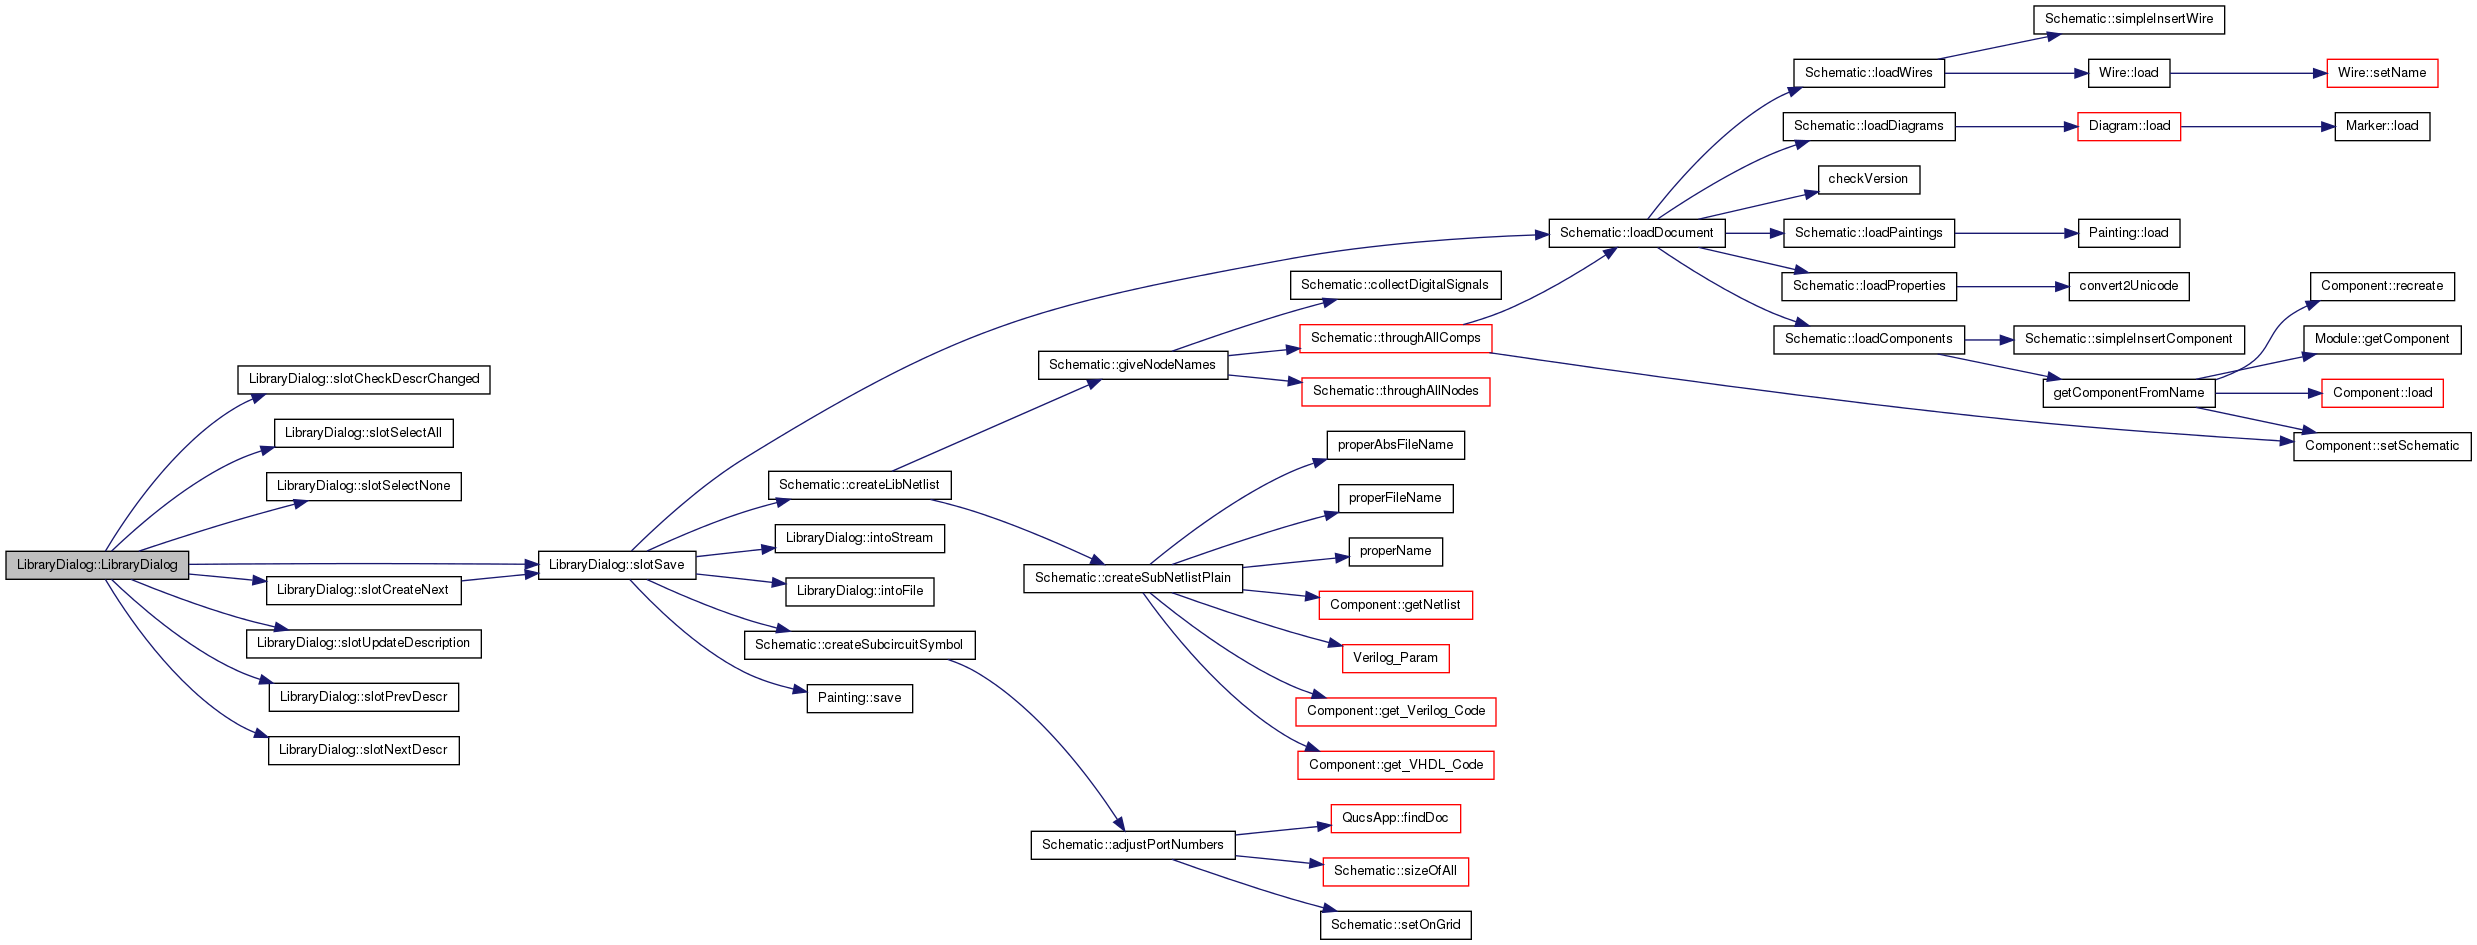 LibraryDialog::LibraryDialog
LibraryDialog::slotCheckDescrChanged
LibraryDialog::slotSelectAll
LibraryDialog::slotSelectNone
LibraryDialog::slotCreateNext
LibraryDialog::slotUpdateDescription
LibraryDialog::slotPrevDescr
LibraryDialog::slotNextDescr
LibraryDialog::slotSave
Schematic::createLibNetlist
LibraryDialog::intoStream
LibraryDialog::intoFile
Schematic::createSubcircuitSymbol
Painting::save
Schematic::giveNodeNames
Schematic::createSubNetlistPlain
Schematic::adjustPortNumbers
Schematic::collectDigitalSignals
Schematic::throughAllComps
Schematic::throughAllNodes
properAbsFileName
properFileName
properName
Component::getNetlist
Verilog_Param
Component::get_Verilog_Code
Component::get_VHDL_Code
QucsApp::findDoc
Schematic::sizeOfAll
Schematic::setOnGrid
Schematic::loadDocument
Schematic::loadWires
Schematic::loadDiagrams
checkVersion
Schematic::loadPaintings
Schematic::loadProperties
Schematic::loadComponents
Schematic::simpleInsertWire
Wire::load
Diagram::load
Painting::load
convert2Unicode
Schematic::simpleInsertComponent
getComponentFromName
Wire::setName
Marker::load
Component::recreate
Module::getComponent
Component::load
Component::setSchematic